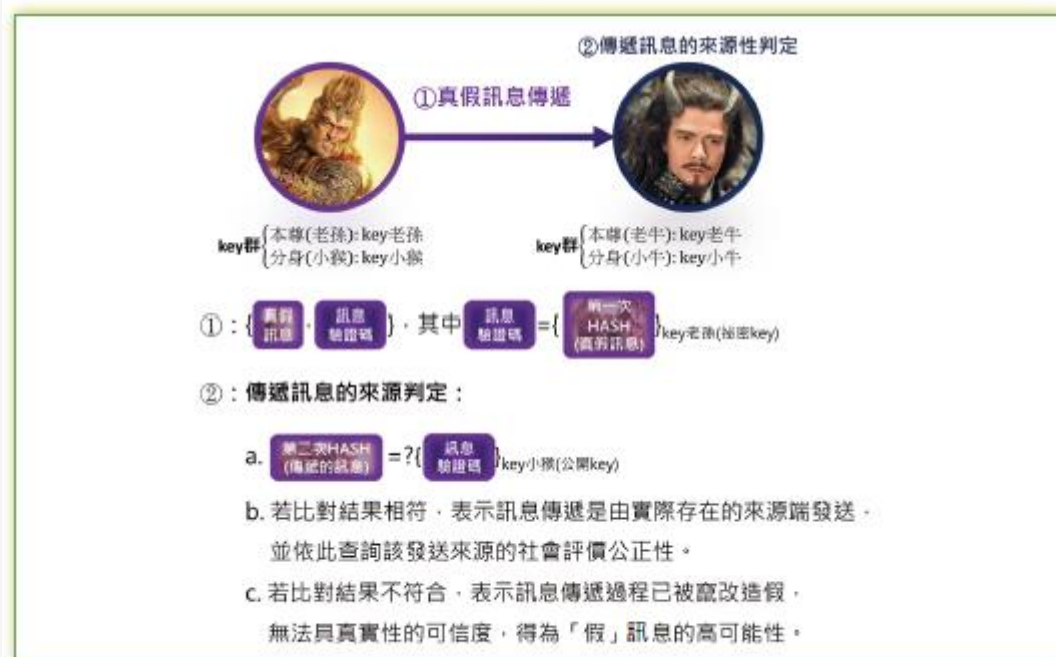 ②傳遞訊息的來源性判定
①真假訊息傳遞
key群{本尊(老孫):key老孫
分身(小猴):key小猴
key群{本尊(老牛):key老牛
分身(小牛):key小牛
①:{真假訊息,訊息驗證碼},其中訊息驗證碼={第一次HASH(真假訊息)}key老孫(祕密key)
②:傳遞訊息的來源判定:
a. 第二次HASH(傳遞的訊息)=?{訊息驗證碼}key小猴(公開key)
b. 若比對結果相符,表示訊息傳遞是由實際存在的來源端發送,
並依此查詢該發送來源的社會評價公正性。
c. 若比對結果不符合,表示訊息傳遞過程已被竄改造假,
無法具真實性的可信度,得為「假」訊息的高可能性。